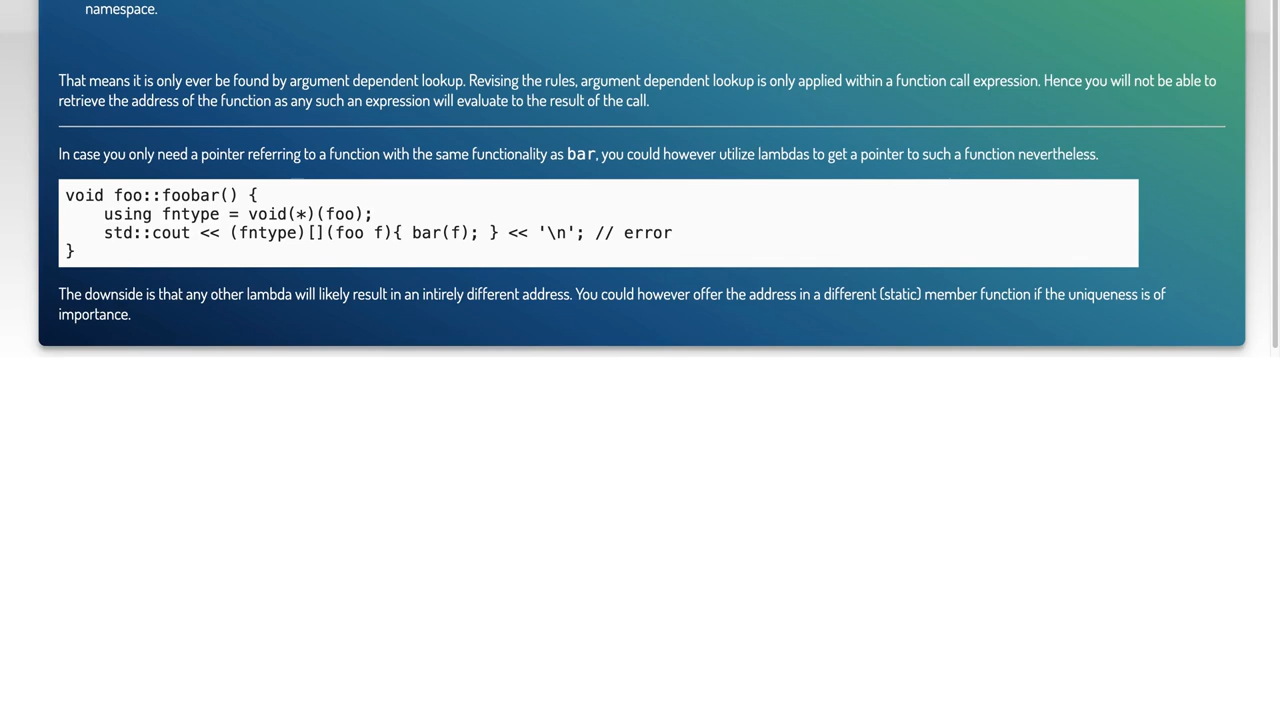 namespace.
That means it is only ever be found by argument dependent lookup. Revising the rules, argument dependent lookup is only applied within a function call expression. Hence you will not be able to
retrieve the address of the function as any such an expression will evaluate to the result of the call.
In case you only need a pointer referring to a function with the same functionality as bar, you could however utilize lambdas to get a pointer to such a function nevertheless.
void foo::foobar() {
    using fntype = void(*)(foo);
    std::cout << (fntype)[](foo f){ bar(f); } << '\n'; // error
}
The downside is that any other lambda will likely result in an intirely different address. You could however offer the address in a different (static) member function if the uniqueness is of
importance.